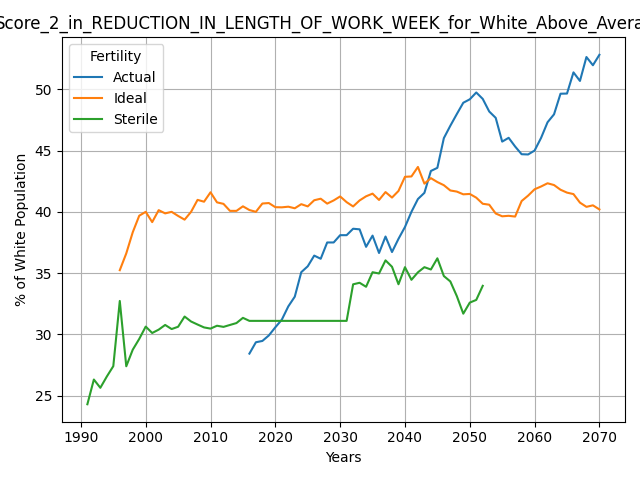 Score_2_in_REDUCTION_IN_LENGTH_OF_WORK_WEEK_for_White_Above_Avera
Fertility
Actual
Ideal
Sterile
% of White Population
50
45
40
35
30
25
1990 2000 2010 2020 2030 2040 2050 2060 2070
Years